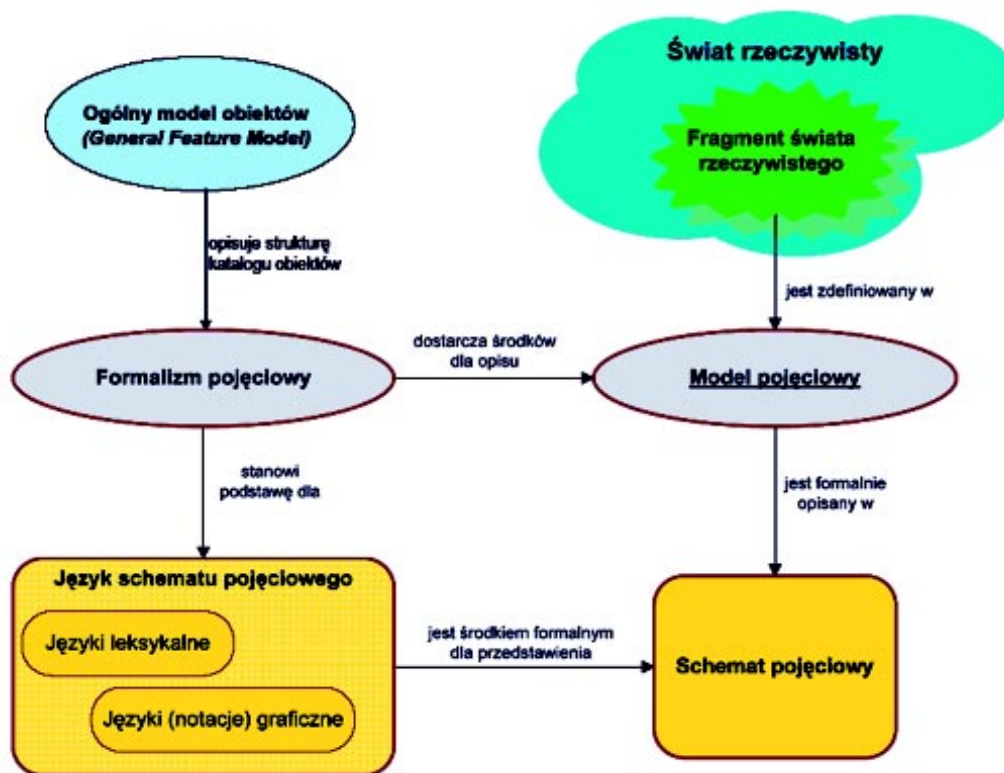 Świat rzeczywisty
Ogólny model obiektów
(General Feature Model)
Fragment świata
rzeczywistego
opisuje strukturę
katalogu obiektów
jest zdefiniowany w
dostarcza środków
dla opisu
Formalizm pojęciowy
Model pojęciowy
stanowi
podstawę dla
jest formalnie
opisany w
Język schematu pojęciowego
Języki leksykalne
jest środkiem formalnym
dla przedstawienia
Schemat pojęciowy
Języki (notacje) graficzne